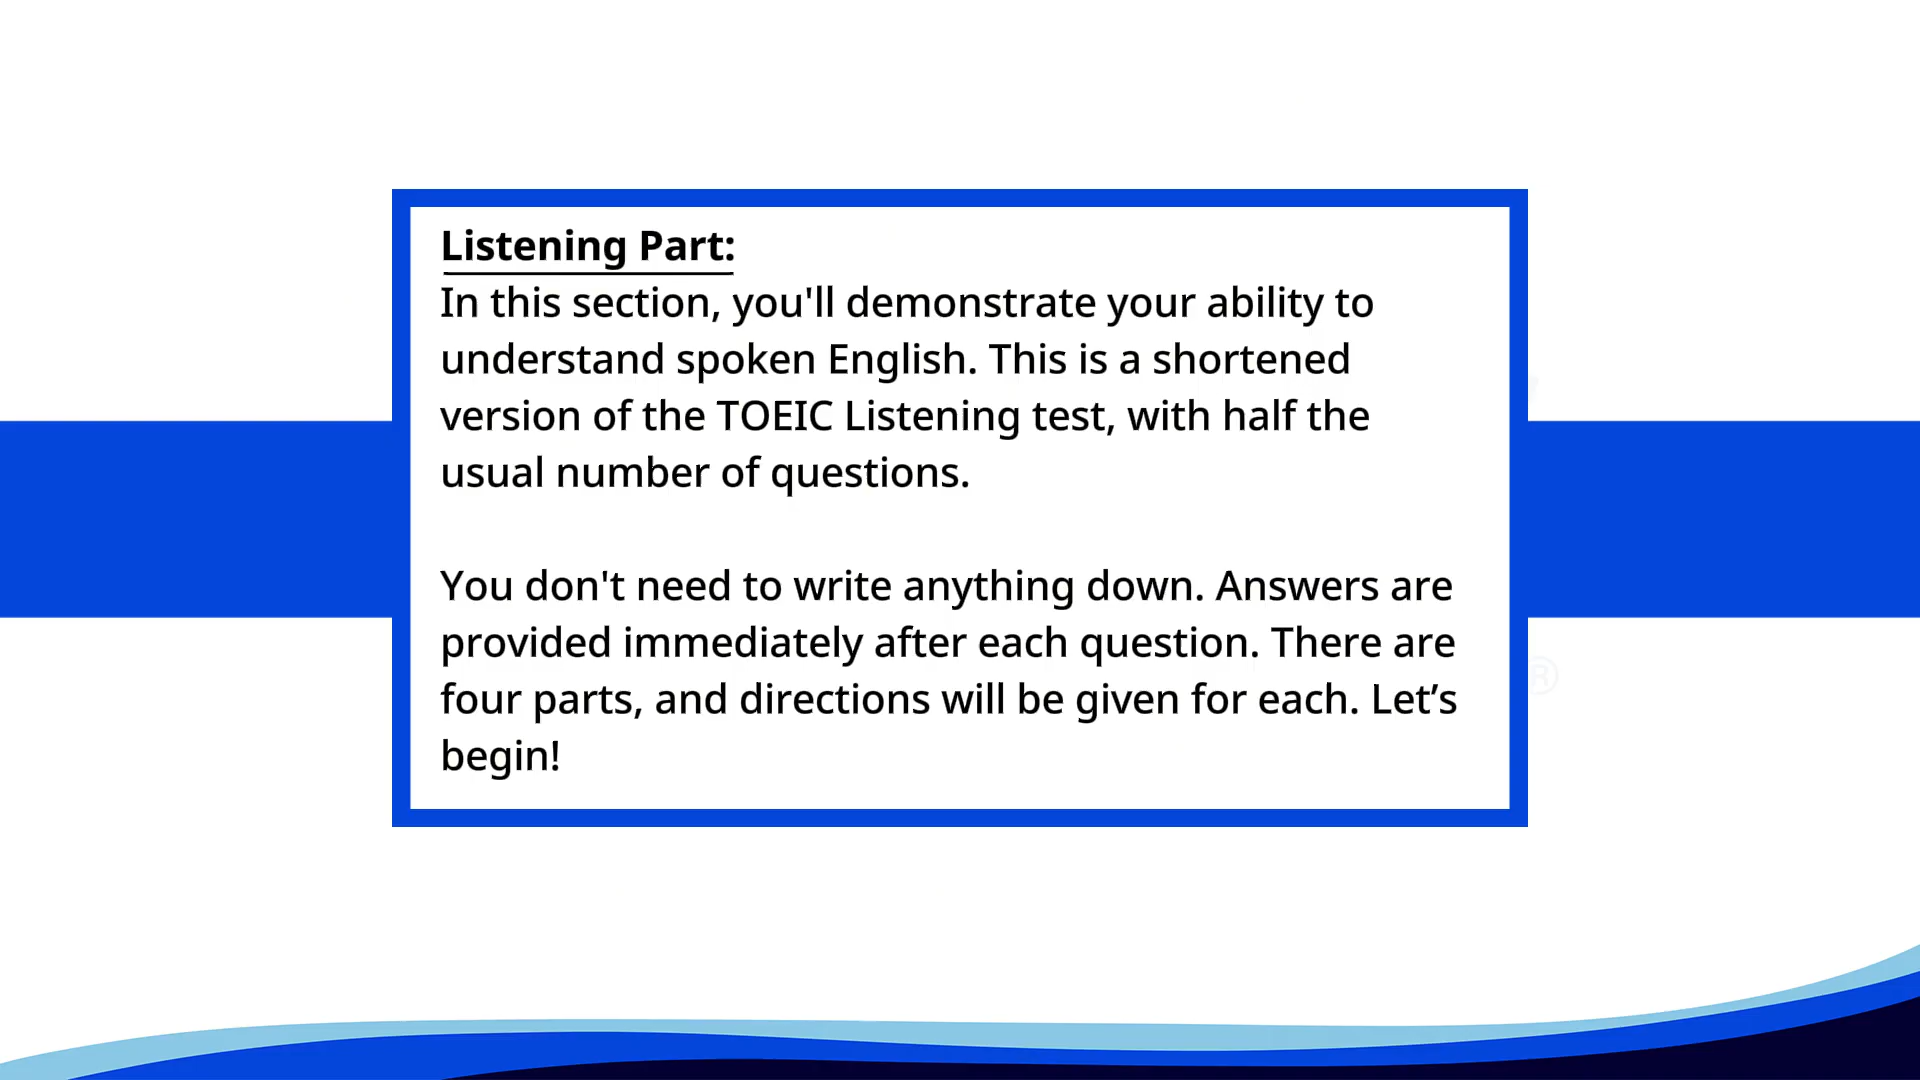 Listening Part:
In this section, you'll demonstrate your ability to
understand spoken English. This is a shortened
version of the TOEIC Listening test, with half the
usual number of questions.
You don't need to write anything down. Answers are
provided immediately after each question. There are
four parts, and directions will be given for each. Let’s
begin!
®